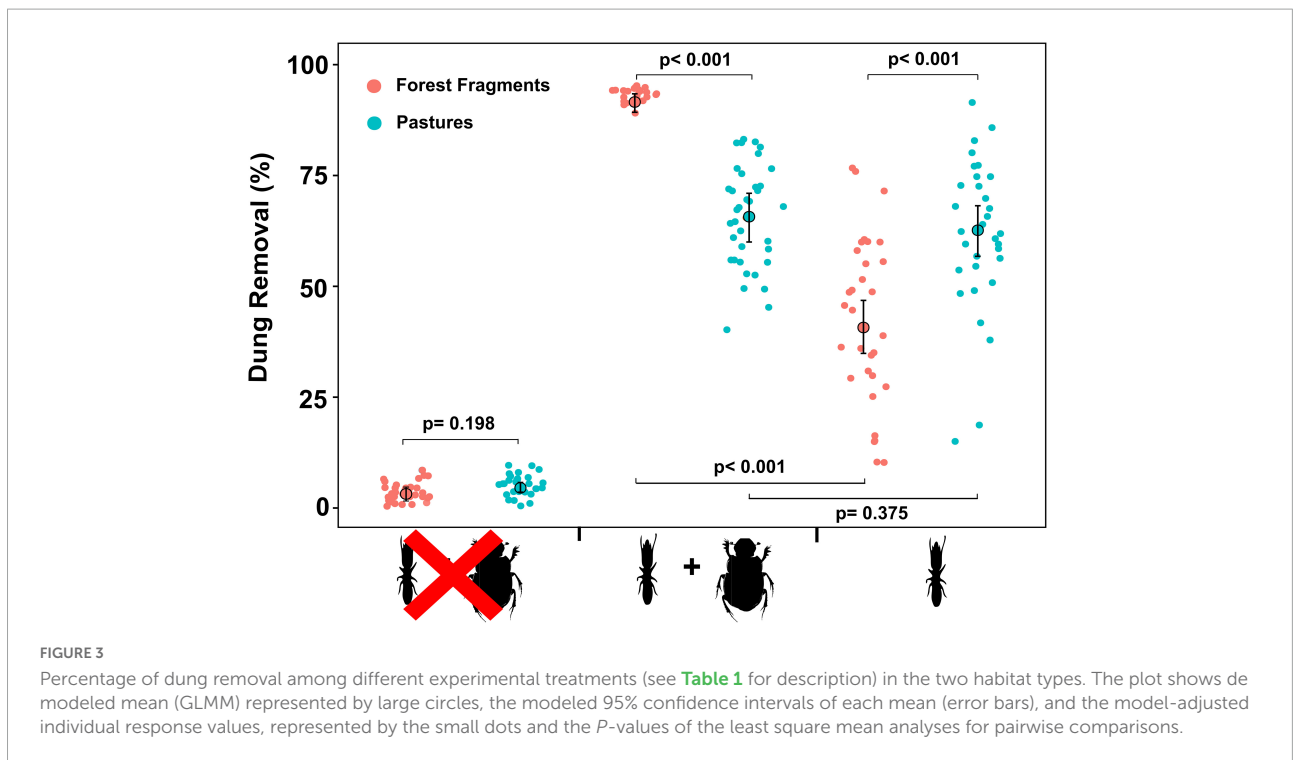 100
75
50
25
0
Dung Removal (%)
Forest Fragments
Pastures
p< 0.001
p< 0.001
p= 0.198
p< 0.001
p= 0.375
+
FIGURE 3
Percentage of dung removal among different experimental treatments (see Table 1 for description) in the two habitat types. The plot shows de
modeled mean (GLMM) represented by large circles, the modeled 95% confidence intervals of each mean (error bars), and the model-adjusted
individual response values, represented by the small dots and the P-values of the least square mean analyses for pairwise comparisons.